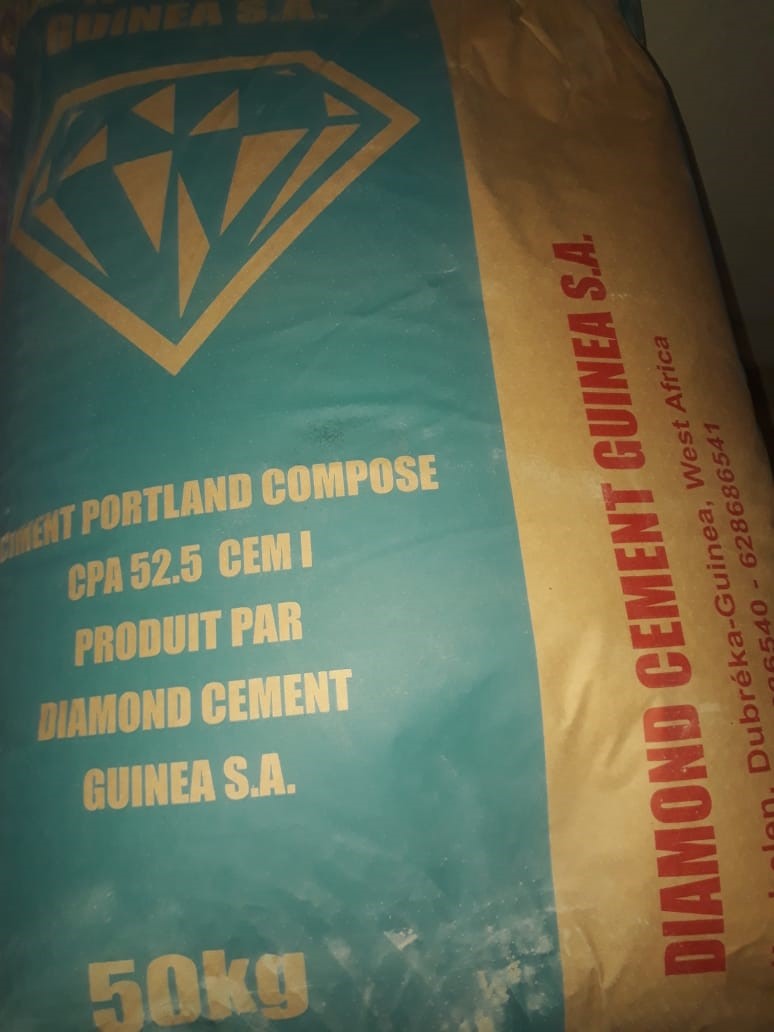 GUINEA S.A.
CIMENT PORTLAND COMPOSE
CPA 52.5 CEM I
PRODUIT PAR
DIAMOND CEMENT
GUINEA S.A.
50kg
DIAMOND CEMENT GUINEA S.A.
Dubréka-Guinea, West Africa
- 628686541